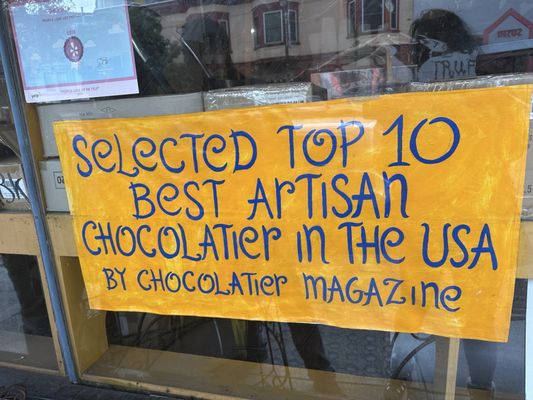 SELECTED TOP 10
BEST ARTISAN
CHOCOLATIER IN THE USA
BY CHOCOLATIER MAGAZINE